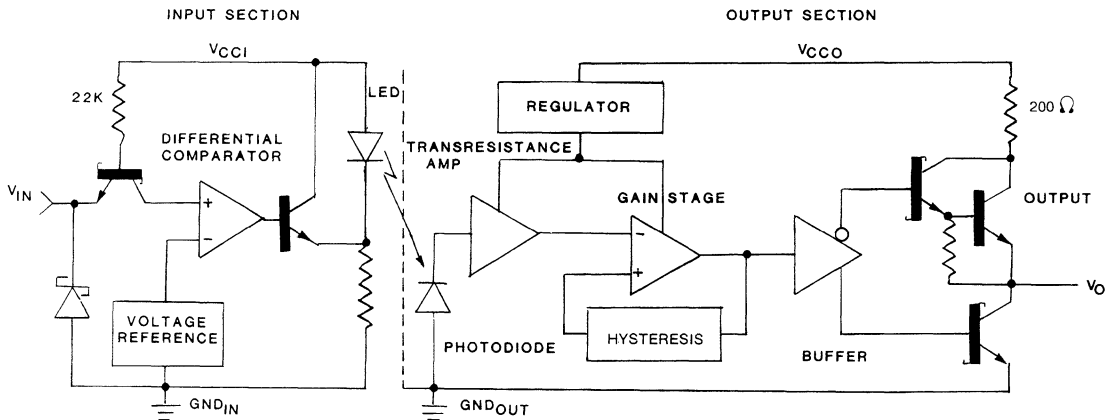 INPUT SECTION
OUTPUT SECTION
VCCI
VCCO
22K
LED
REGULATOR
200 Ω
DIFFERENTIAL
COMPARATOR
TRANSRESISTANCE
AMP
VIN
GAIN STAGE
OUTPUT
+
−
−
+
VOLTAGE
REFERENCE
HYSTERESIS
VO
PHOTODIODE
BUFFER
GNDIN
GNDOUT